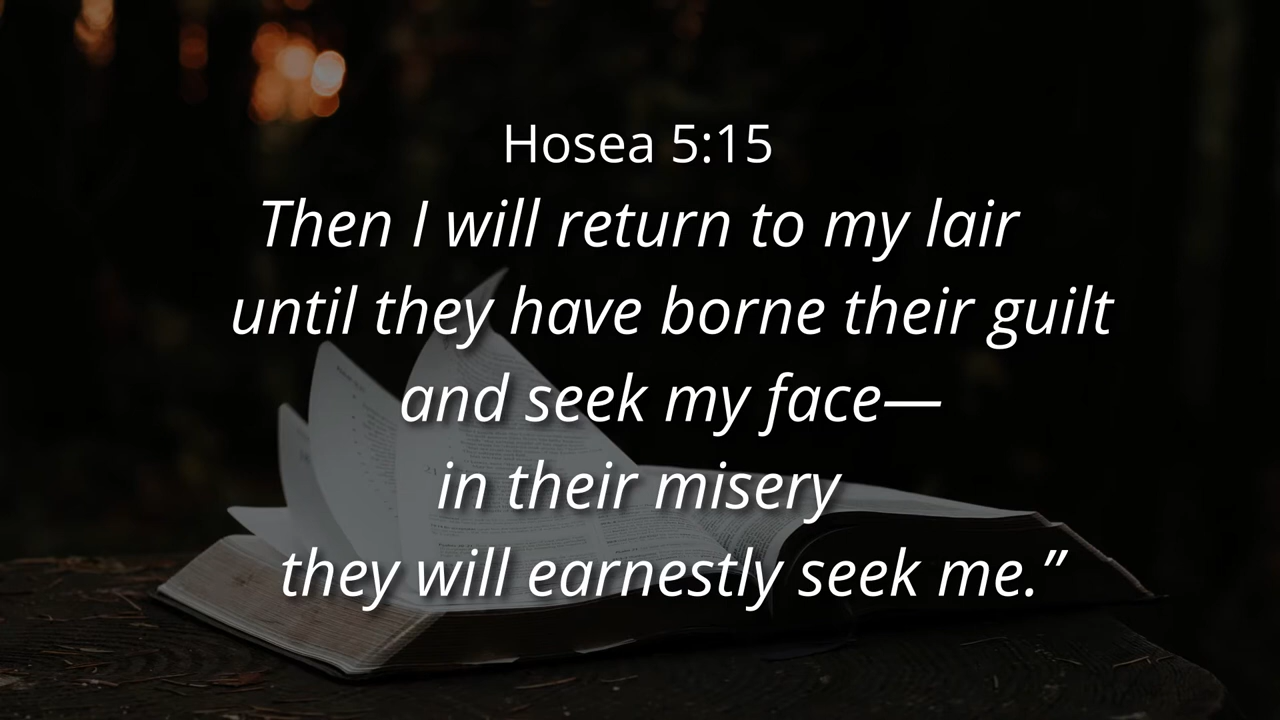 Hosea 5:15
Then I will return to my lair
until they have borne their guilt
and seek my face—
in their misery
they will earnestly seek me.”